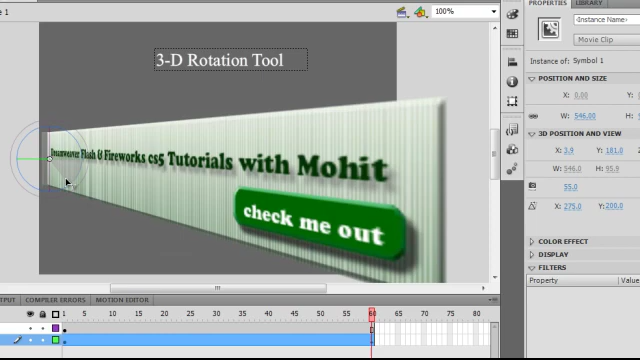 e 1
100%
PROPERTIES
LIBRARY
<Instance Name>
Movie Clip
Instance of: Symbol 1
POSITION AND SIZE
X: 0.00
Y:
W: 546.00
H:
3D POSITION AND VIEW
X: 3.9
Y: 181.0
W: 546.0
H: 95.9
55.0
X: 275.0
Y: 200.0
COLOR EFFECT
DISPLAY
FILTERS
Property
Value
3-D Rotation Tool
Dreamweaver Flash & Fireworks cs5 Tutorials with Mohit
check me out
TPUT
COMPILER ERRORS
MOTION EDITOR
1 5 10 15 20 25 30 35 40 45 50 55 60 65 70 75 80